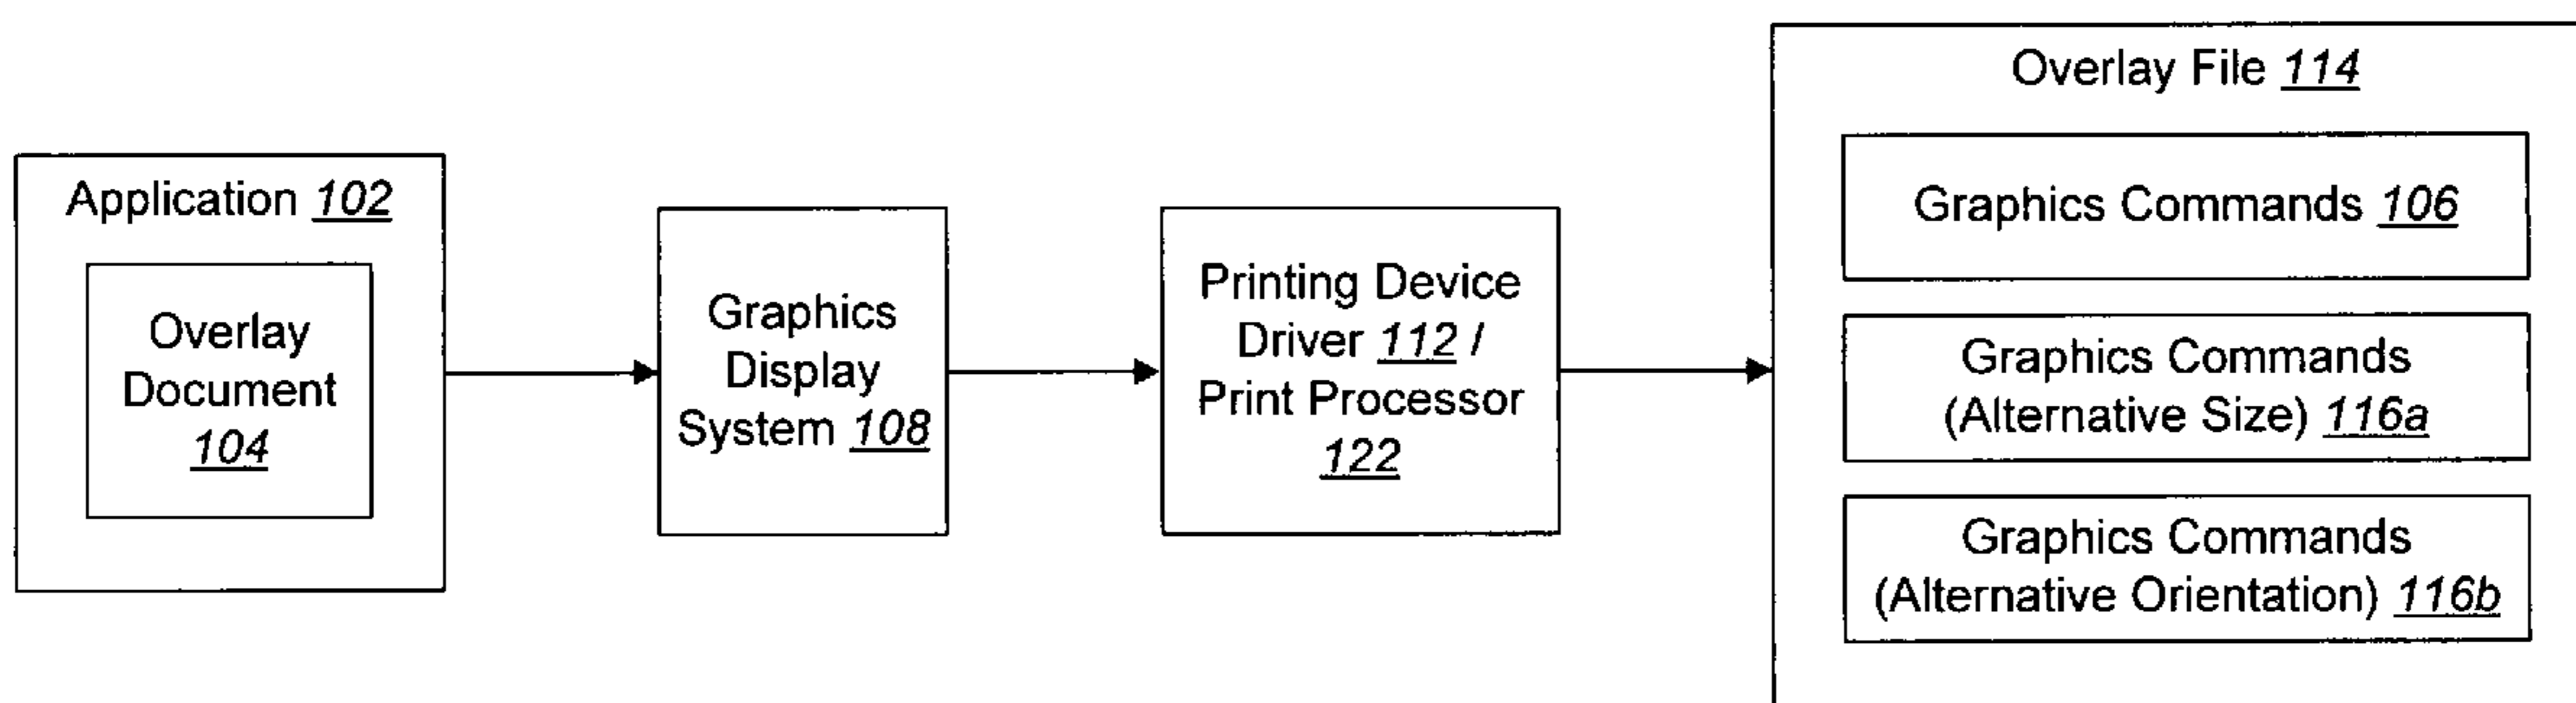 Application 102
Overlay
Document
104
Graphics
Display
System 108
Printing Device
Driver 112 /
Print Processor
122
Overlay File 114
Graphics Commands 106
Graphics Commands
(Alternative Size) 116a
Graphics Commands
(Alternative Orientation) 116b